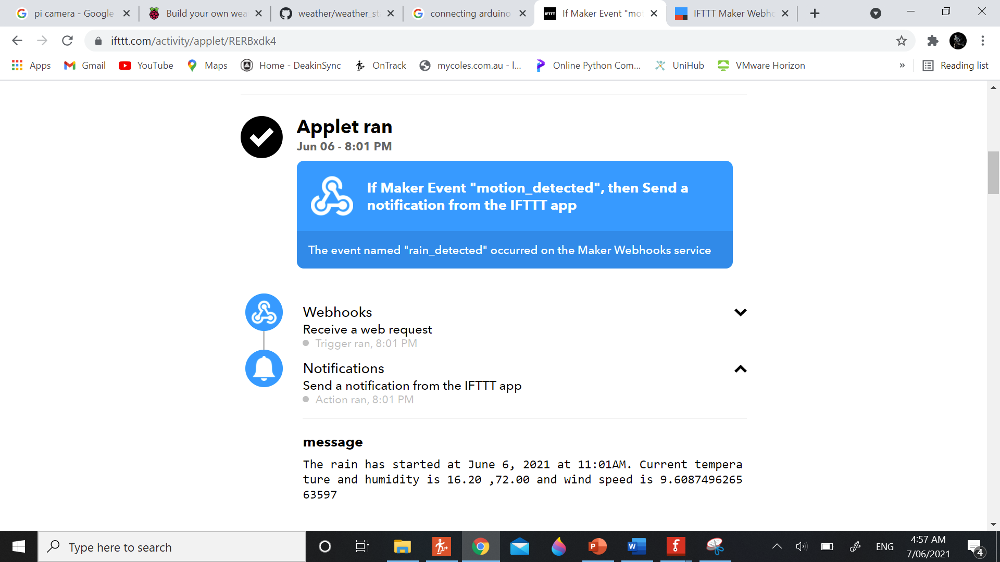 pi camera - Google
Build your own wea
weather/weather_st
connecting arduino
If Maker Event "mot
IFTTT Maker Webho
ifttt.com/activity/applet/RERBxdk4
Apps
Gmail
YouTube
Maps
Home - DeakinSync
OnTrack
mycoles.com.au - l...
Online Python Com...
UniHub
VMware Horizon
»
Reading list
Applet ran
Jun 06 - 8:01 PM
If Maker Event "motion_detected", then Send a
notification from the IFTTT app
The event named "rain_detected" occurred on the Maker Webhooks service
Webhooks
Receive a web request
Trigger ran, 8:01 PM
Notifications
Send a notification from the IFTTT app
Action ran, 8:01 PM
message
The rain has started at June 6, 2021 at 11:01AM. Current tempera
ture and humidity is 16.20 ,72.00 and wind speed is 9.6087496265
63597
Type here to search
ENG
4:57 AM
7/06/2021
4